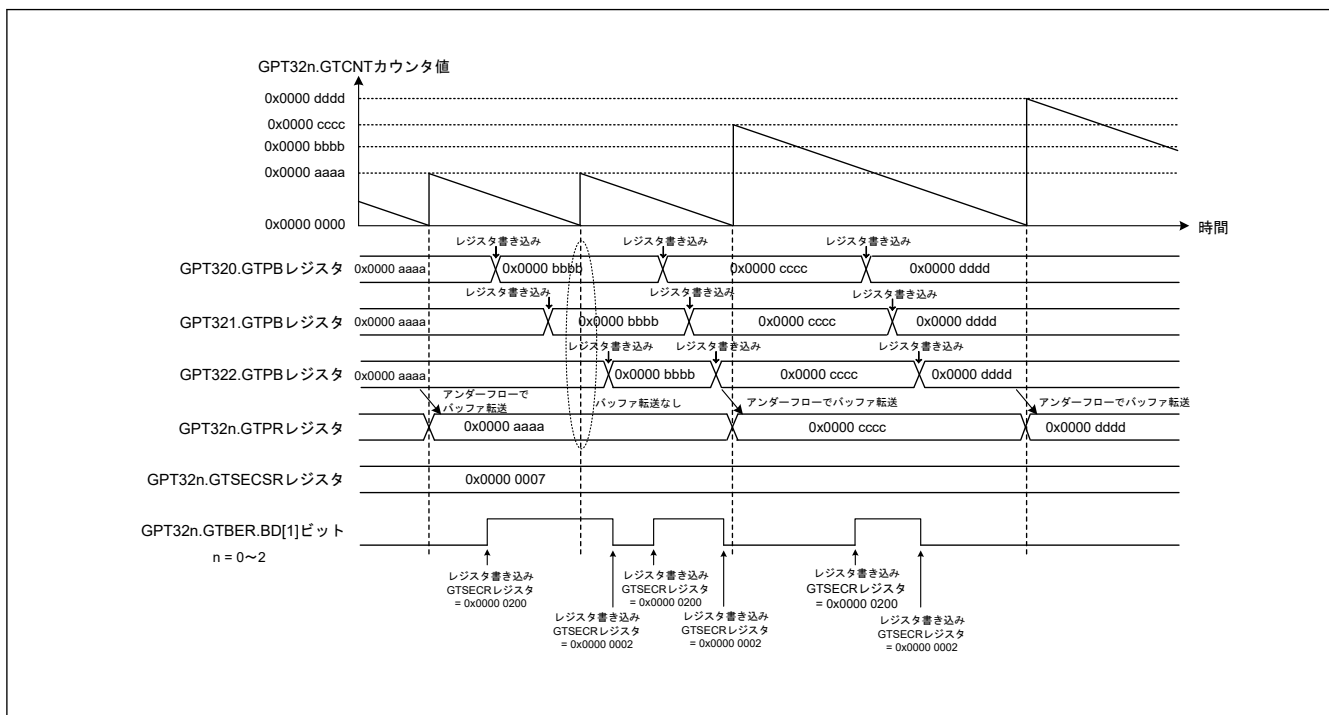 GPT32n.GTCNTカウンタ値
0x0000 dddd
0x0000 cccc
0x0000 bbbb
0x0000 aaaa
0x0000 0000
時間
レジスタ書き込み レジスタ書き込み レジスタ書き込み
GPT320.GTPBレジスタ 0x0000 aaaa 0x0000 bbbb 0x0000 cccc 0x0000 dddd
レジスタ書き込み レジスタ書き込み レジスタ書き込み
GPT321.GTPBレジスタ 0x0000 aaaa 0x0000 bbbb 0x0000 cccc 0x0000 dddd
レジスタ書き込み レジスタ書き込み レジスタ書き込み
GPT322.GTPBレジスタ 0x0000 aaaa 0x0000 bbbb 0x0000 cccc 0x0000 dddd
アンダーフローで
バッファ転送
バッファ転送なし アンダーフローでバッファ転送 アンダーフローでバッファ転送
GPT32n.GTPRレジスタ 0x0000 aaaa 0x0000 cccc 0x0000 dddd
GPT32n.GTSECSRレジスタ 0x0000 0007
GPT32n.GTBER.BD[1]ビット
n = 0～2
レジスタ書き込み
GTSECRレジスタ
= 0x0000 0200
レジスタ書き込み
GTSECRレジスタ
= 0x0000 0002
レジスタ書き込み
GTSECRレジスタ
= 0x0000 0200
レジスタ書き込み
GTSECRレジスタ
= 0x0000 0002
レジスタ書き込み
GTSECRレジスタ
= 0x0000 0200
レジスタ書き込み
GTSECRレジスタ
= 0x0000 0002